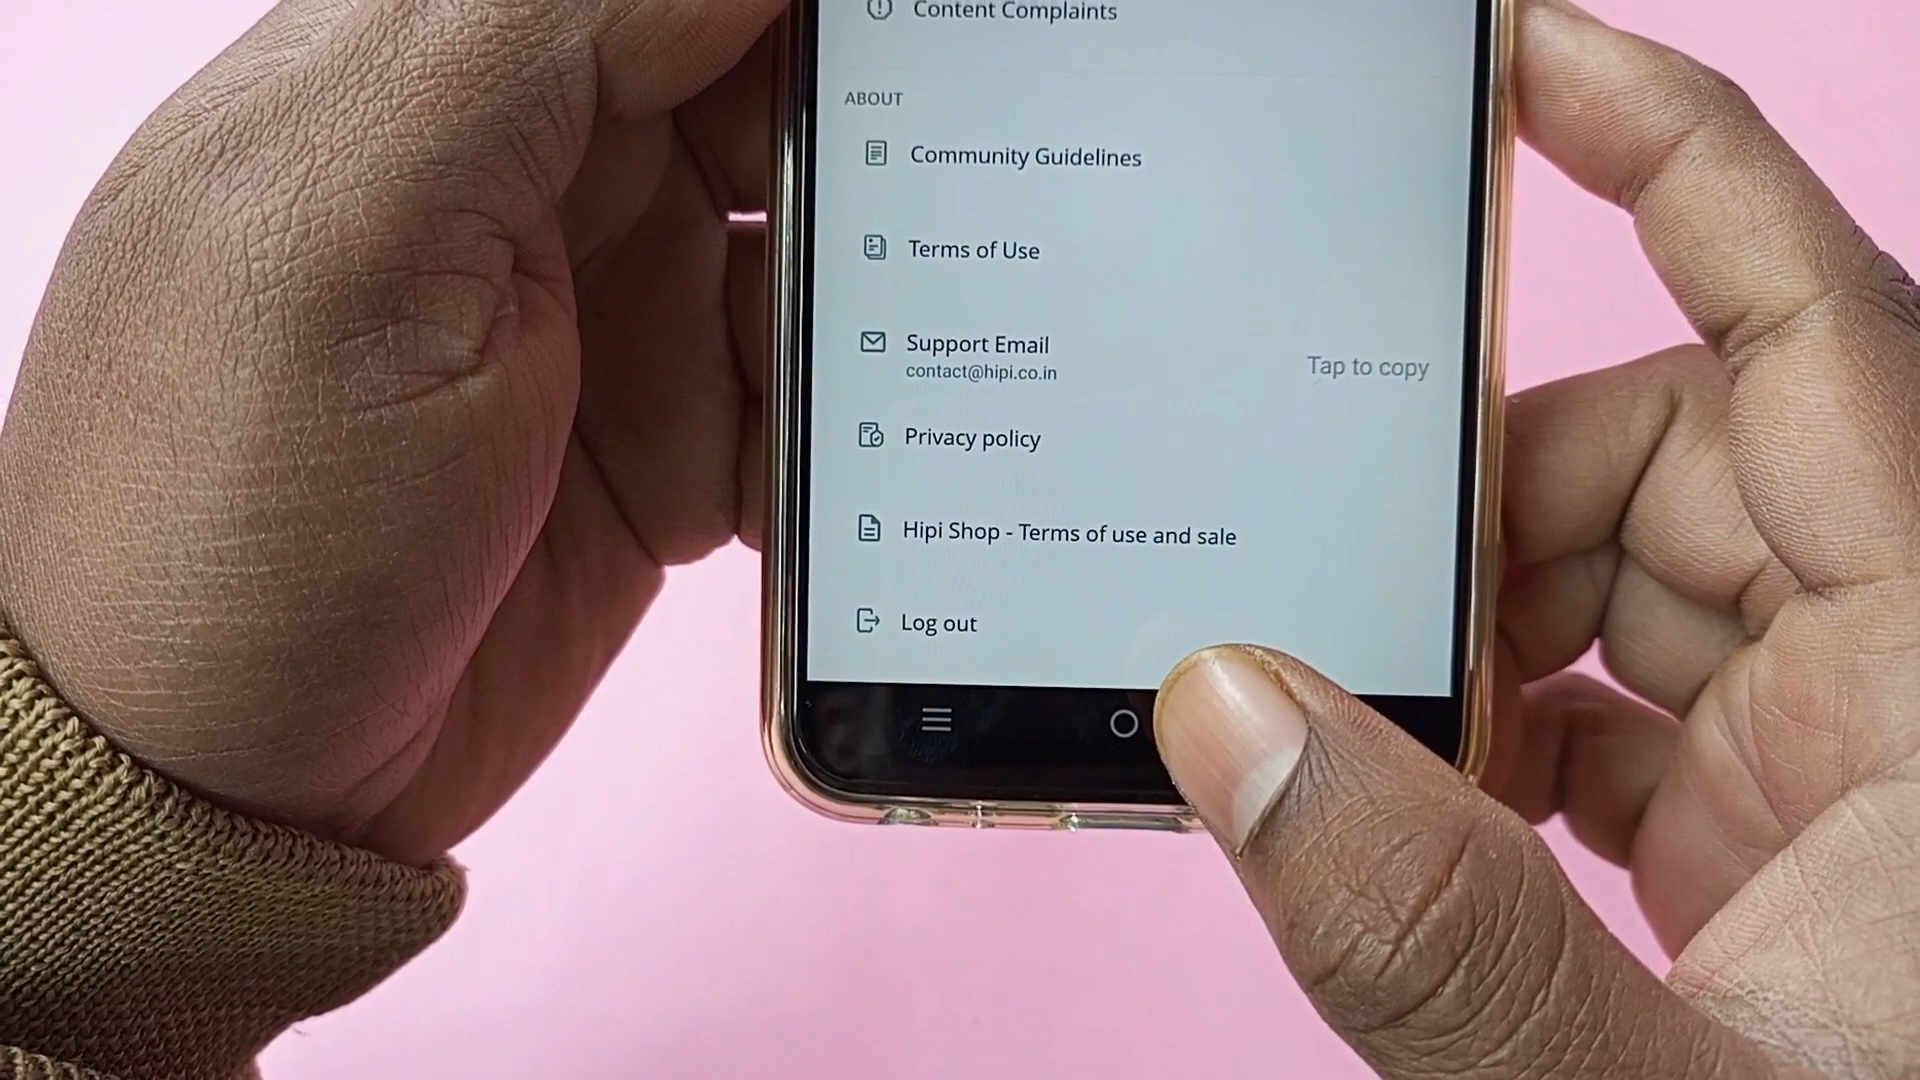 Content Complaints
ABOUT
Community Guidelines
Terms of Use
Support Email
contact@hipi.co.in
Tap to copy
Privacy policy
Hipi Shop - Terms of use and sale
Log out